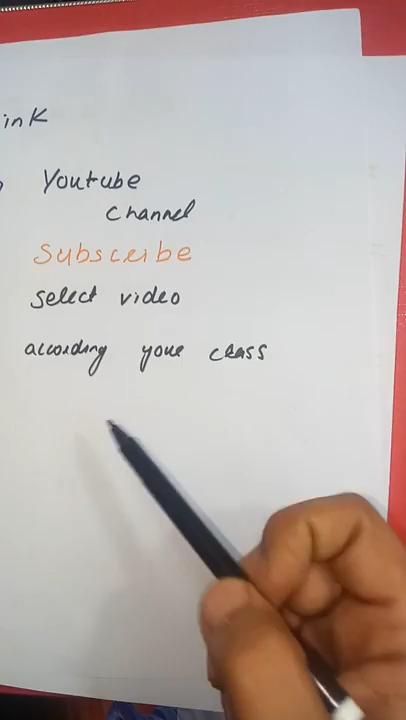 ink
Youtube
channel
Subscribe
select video
according your class